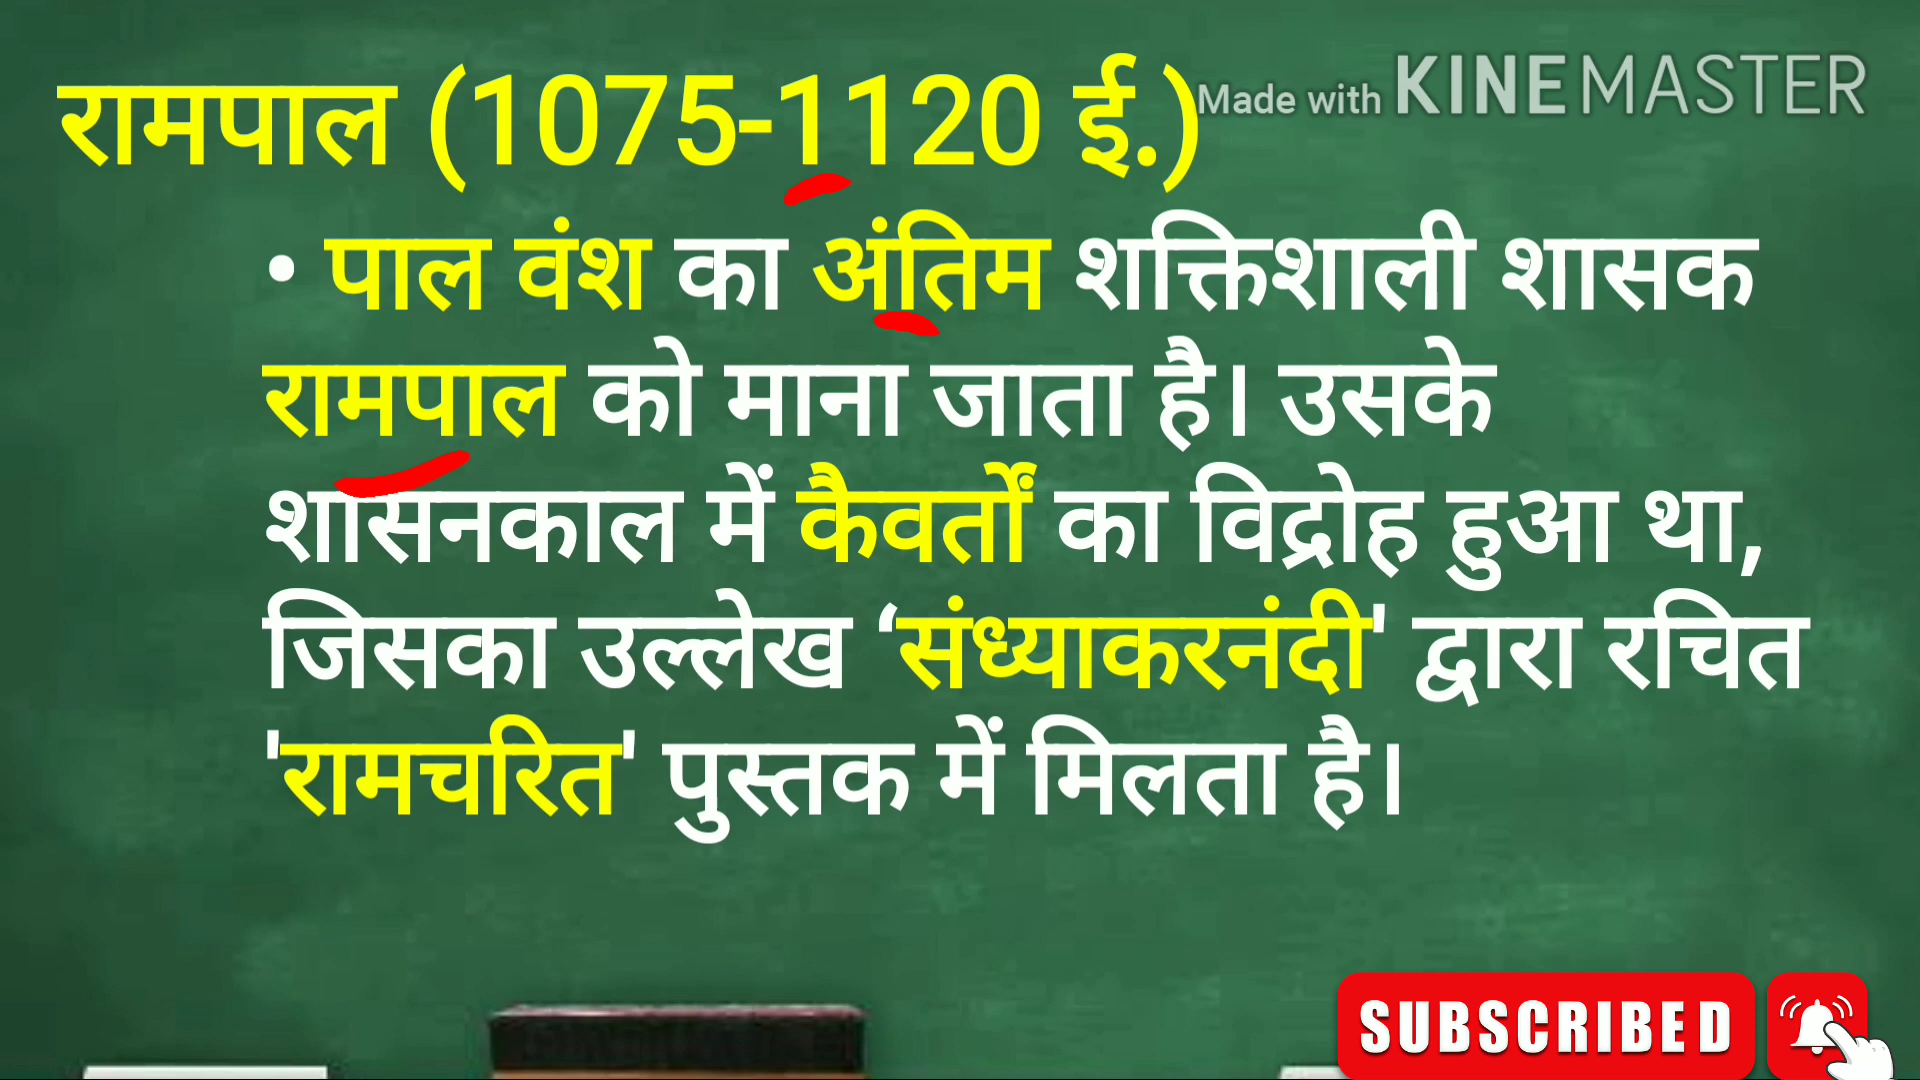 रामपाल (1075-1120 ई.)
Made with KINEMASTER
• पाल वंश का अंतिम शक्तिशाली शासक
रामपाल को माना जाता है। उसके
शासनकाल में कैवर्तों का विद्रोह हुआ था,
जिसका उल्लेख ‘संध्याकरनंदी' द्वारा रचित
'रामचरित' पुस्तक में मिलता है।
SUBSCRIBED